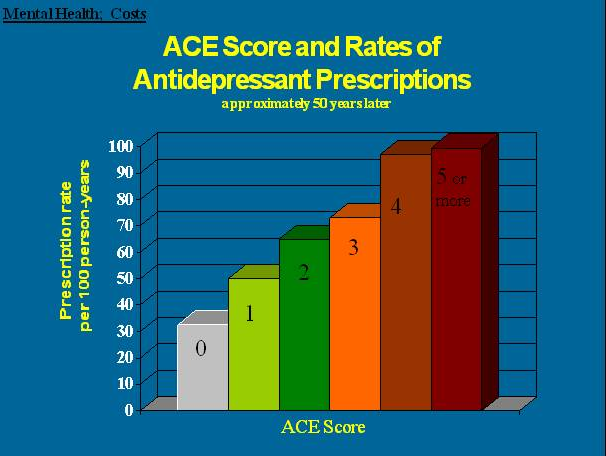 Mental Health: Costs
ACE Score and Rates of
Antidepressant Prescriptions
approximately 50 years later
Prescription rate
per 100 person-years
100
90
80
70
60
50
40
30
20
10
0
0
1
2
3
4
5 or
more
ACE Score